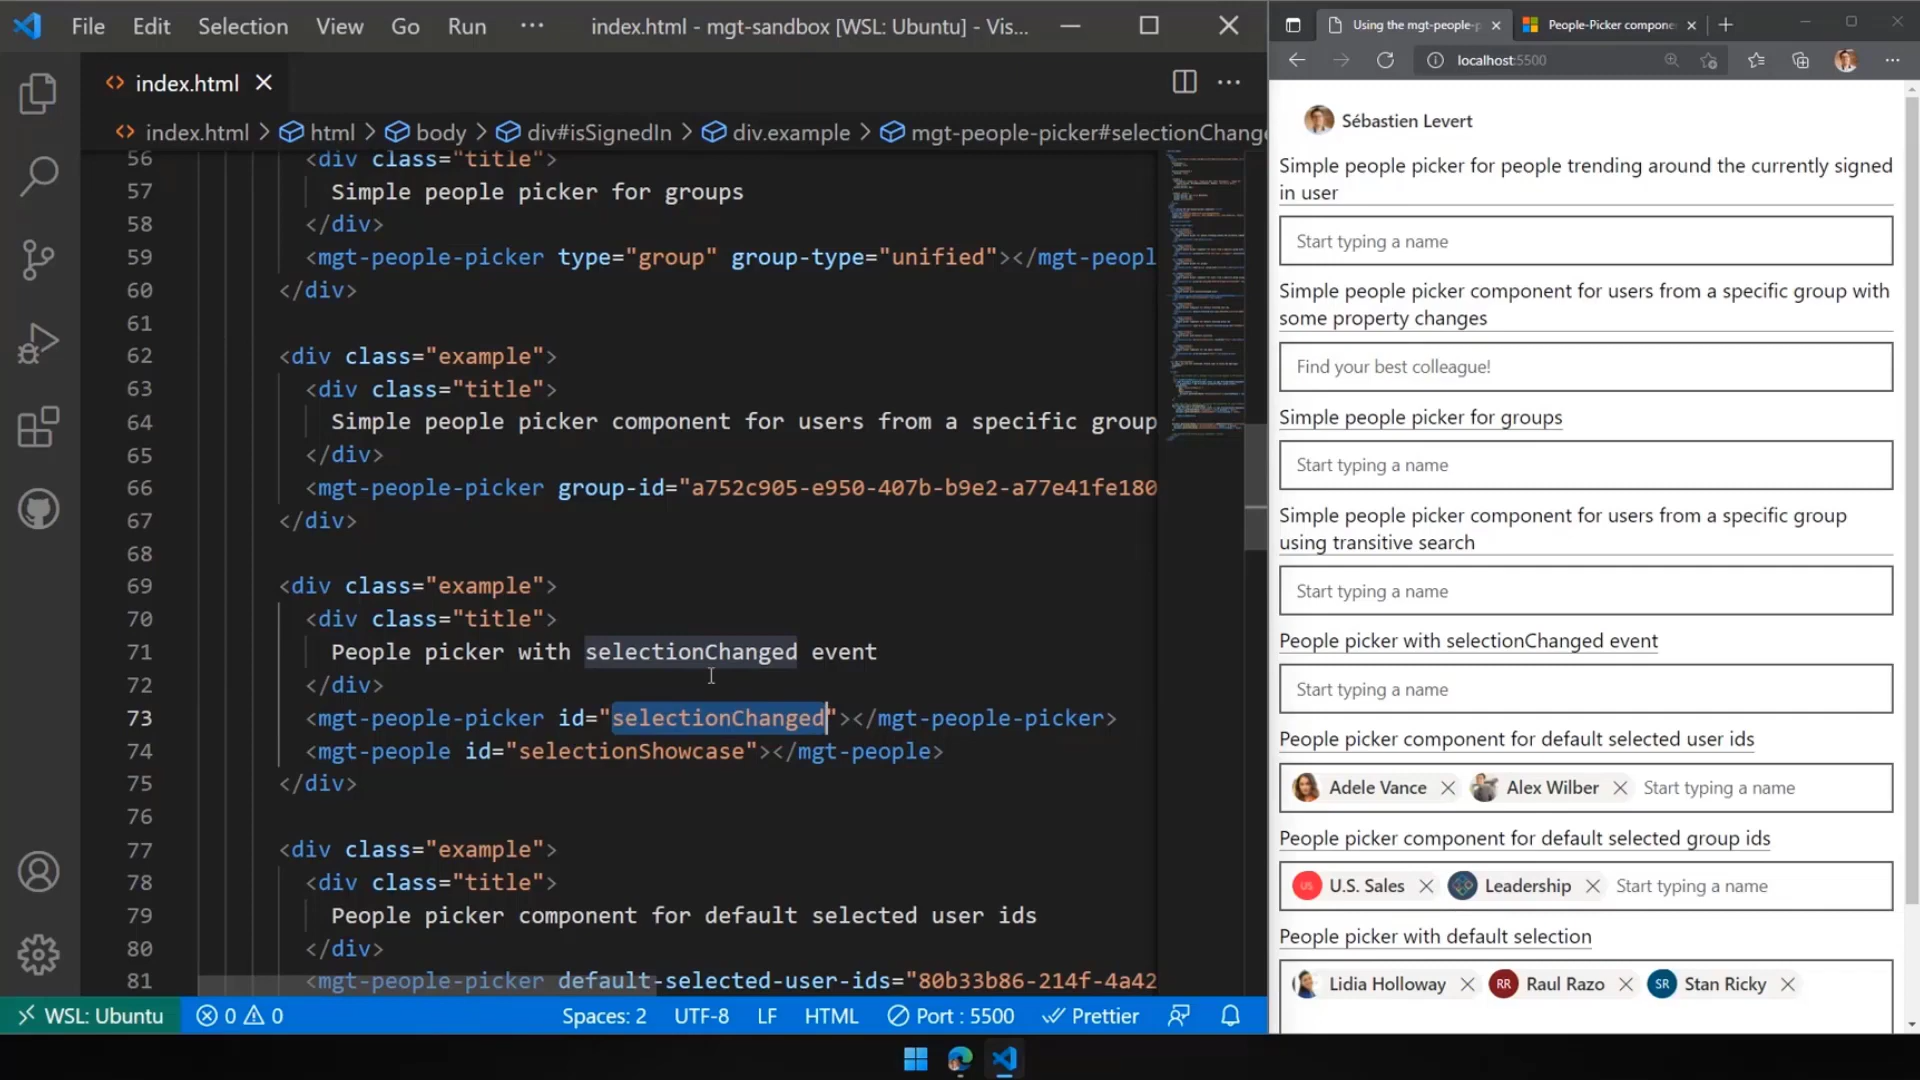 File Edit Selection View Go Run ··· index.html - mgt-sandbox [WSL: Ubuntu] - Vis...
index.html
index.html > html > body > div#isSignedIn > div.example > mgt-people-picker#selectionChange
56 <div class="title">
57 Simple people picker for groups
58 </div>
59 <mgt-people-picker type="group" group-type="unified"></mgt-peopl
60 </div>
61
62 <div class="example">
63 <div class="title">
64 Simple people picker component for users from a specific group
65 </div>
66 <mgt-people-picker group-id="a752c905-e950-407b-b9e2-a77e41fe180
67 </div>
68
69 <div class="example">
70 <div class="title">
71 People picker with selectionChanged event
72 </div>
73 <mgt-people-picker id="selectionChanged"></mgt-people-picker>
74 <mgt-people id="selectionShowcase"></mgt-people>
75 </div>
76
77 <div class="example">
78 <div class="title">
79 People picker component for default selected user ids
80 </div>
81 <mgt-people-picker default-selected-user-ids="80b33b86-214f-4a42
WSL: Ubuntu 0 0 Spaces: 2 UTF-8 LF HTML Port : 5500 Prettier
Using the mgt-people-p People-Picker compone
localhost:5500
Sébastien Levert
Simple people picker for people trending around the currently signed
in user
Start typing a name
Simple people picker component for users from a specific group with
some property changes
Find your best colleague!
Simple people picker for groups
Start typing a name
Simple people picker component for users from a specific group
using transitive search
Start typing a name
People picker with selectionChanged event
Start typing a name
People picker component for default selected user ids
Adele Vance Alex Wilber Start typing a name
People picker component for default selected group ids
US U.S. Sales Leadership Start typing a name
People picker with default selection
Lidia Holloway RR Raul Razo SR Stan Ricky